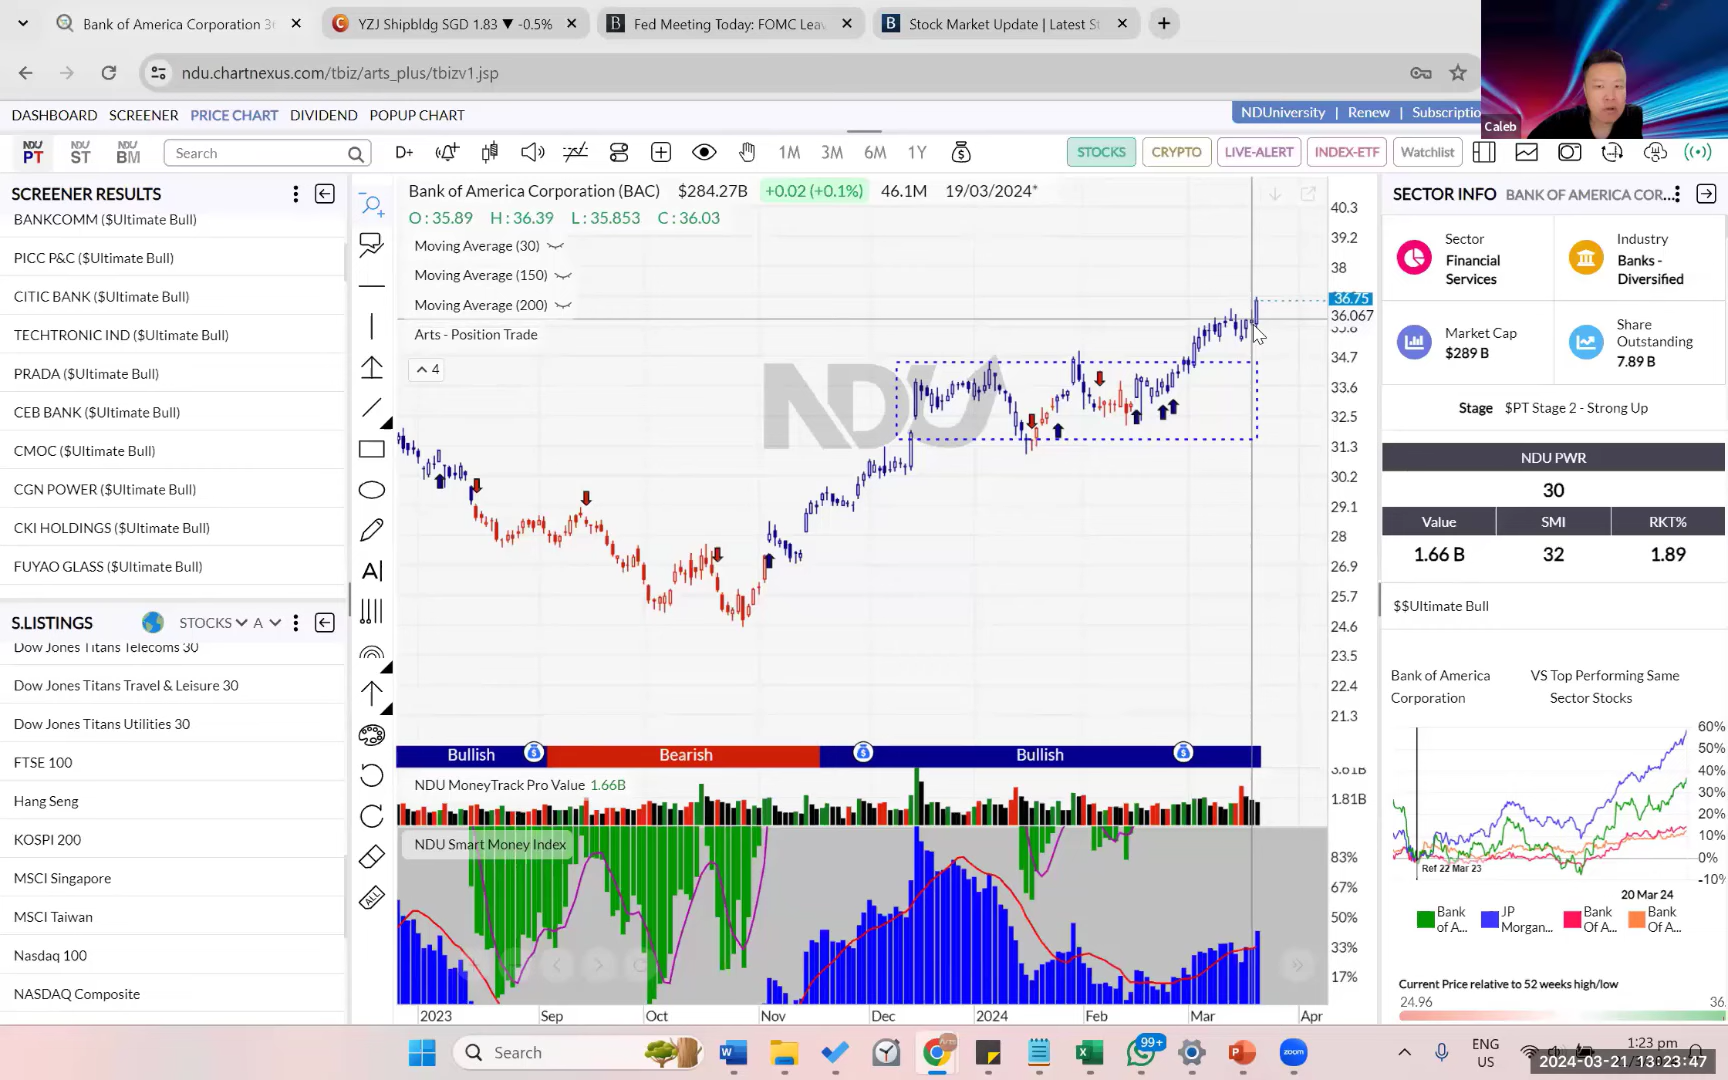 Bank of America Corporation 3
YZJ Shipbldg SGD 1.83 ▼ -0.5%
Fed Meeting Today: FOMC Lea
Stock Market Update | Latest S
ndu.chartnexus.com/tbiz/arts_plus/tbizv1.jsp
Caleb
DASHBOARD SCREENER PRICE CHART DIVIDEND POPUP CHART
NDUniversity | Renew | Subscriptio
NDU PT
NDU ST
NDU BM
Search
D+
1M 3M 6M 1Y
STOCKS CRYPTO LIVE-ALERT INDEX-ETF Watchlist
SCREENER RESULTS
BANKCOMM ($Ultimate Bull)
PICC P&C ($Ultimate Bull)
CITIC BANK ($Ultimate Bull)
TECHTRONIC IND ($Ultimate Bull)
PRADA ($Ultimate Bull)
CEB BANK ($Ultimate Bull)
CMOC ($Ultimate Bull)
CGN POWER ($Ultimate Bull)
CKI HOLDINGS ($Ultimate Bull)
FUYAO GLASS ($Ultimate Bull)
S.LISTINGS STOCKS A
Dow Jones Titans Telecoms 30
Dow Jones Titans Travel & Leisure 30
Dow Jones Titans Utilities 30
FTSE 100
Hang Seng
KOSPI 200
MSCI Singapore
MSCI Taiwan
Nasdaq 100
NASDAQ Composite
A|
ALL
Bank of America Corporation (BAC) $284.27B +0.02 (+0.1%) 46.1M 19/03/2024*
O : 35.89 H : 36.39 L : 35.853 C : 36.03
Moving Average (30)
Moving Average (150)
Moving Average (200)
Arts - Position Trade
4
NDU
40.3
39.2
38
36.75
36.067
35.8
34.7
33.6
32.5
31.3
30.2
29.1
28
26.9
25.7
24.6
23.5
22.4
21.3
Bullish Bearish Bullish
NDU MoneyTrack Pro Value 1.66B
3.61B
1.81B
NDU Smart Money Index
83%
67%
50%
33%
17%
2023 Sep Oct Nov Dec 2024 Feb Mar Apr
SECTOR INFO BANK OF AMERICA COR...
Sector
Financial
Services
Industry
Banks -
Diversified
Market Cap
$289 B
Share
Outstanding
7.89 B
Stage $PT Stage 2 - Strong Up
NDU PWR
30
Value SMI RKT%
1.66 B 32 1.89
$$Ultimate Bull
Bank of America
Corporation
VS Top Performing Same
Sector Stocks
60%
50%
40%
30%
20%
10%
0%
-10%
Ref 22 Mar 23
20 Mar 24
Bank
of A...
JP
Morgan...
Bank
Of A...
Bank
Of A...
Current Price relative to 52 weeks high/low
24.96 36.
Search
99+
zoom
ENG
US
1:23 pm
2024-03-21 13:23:47